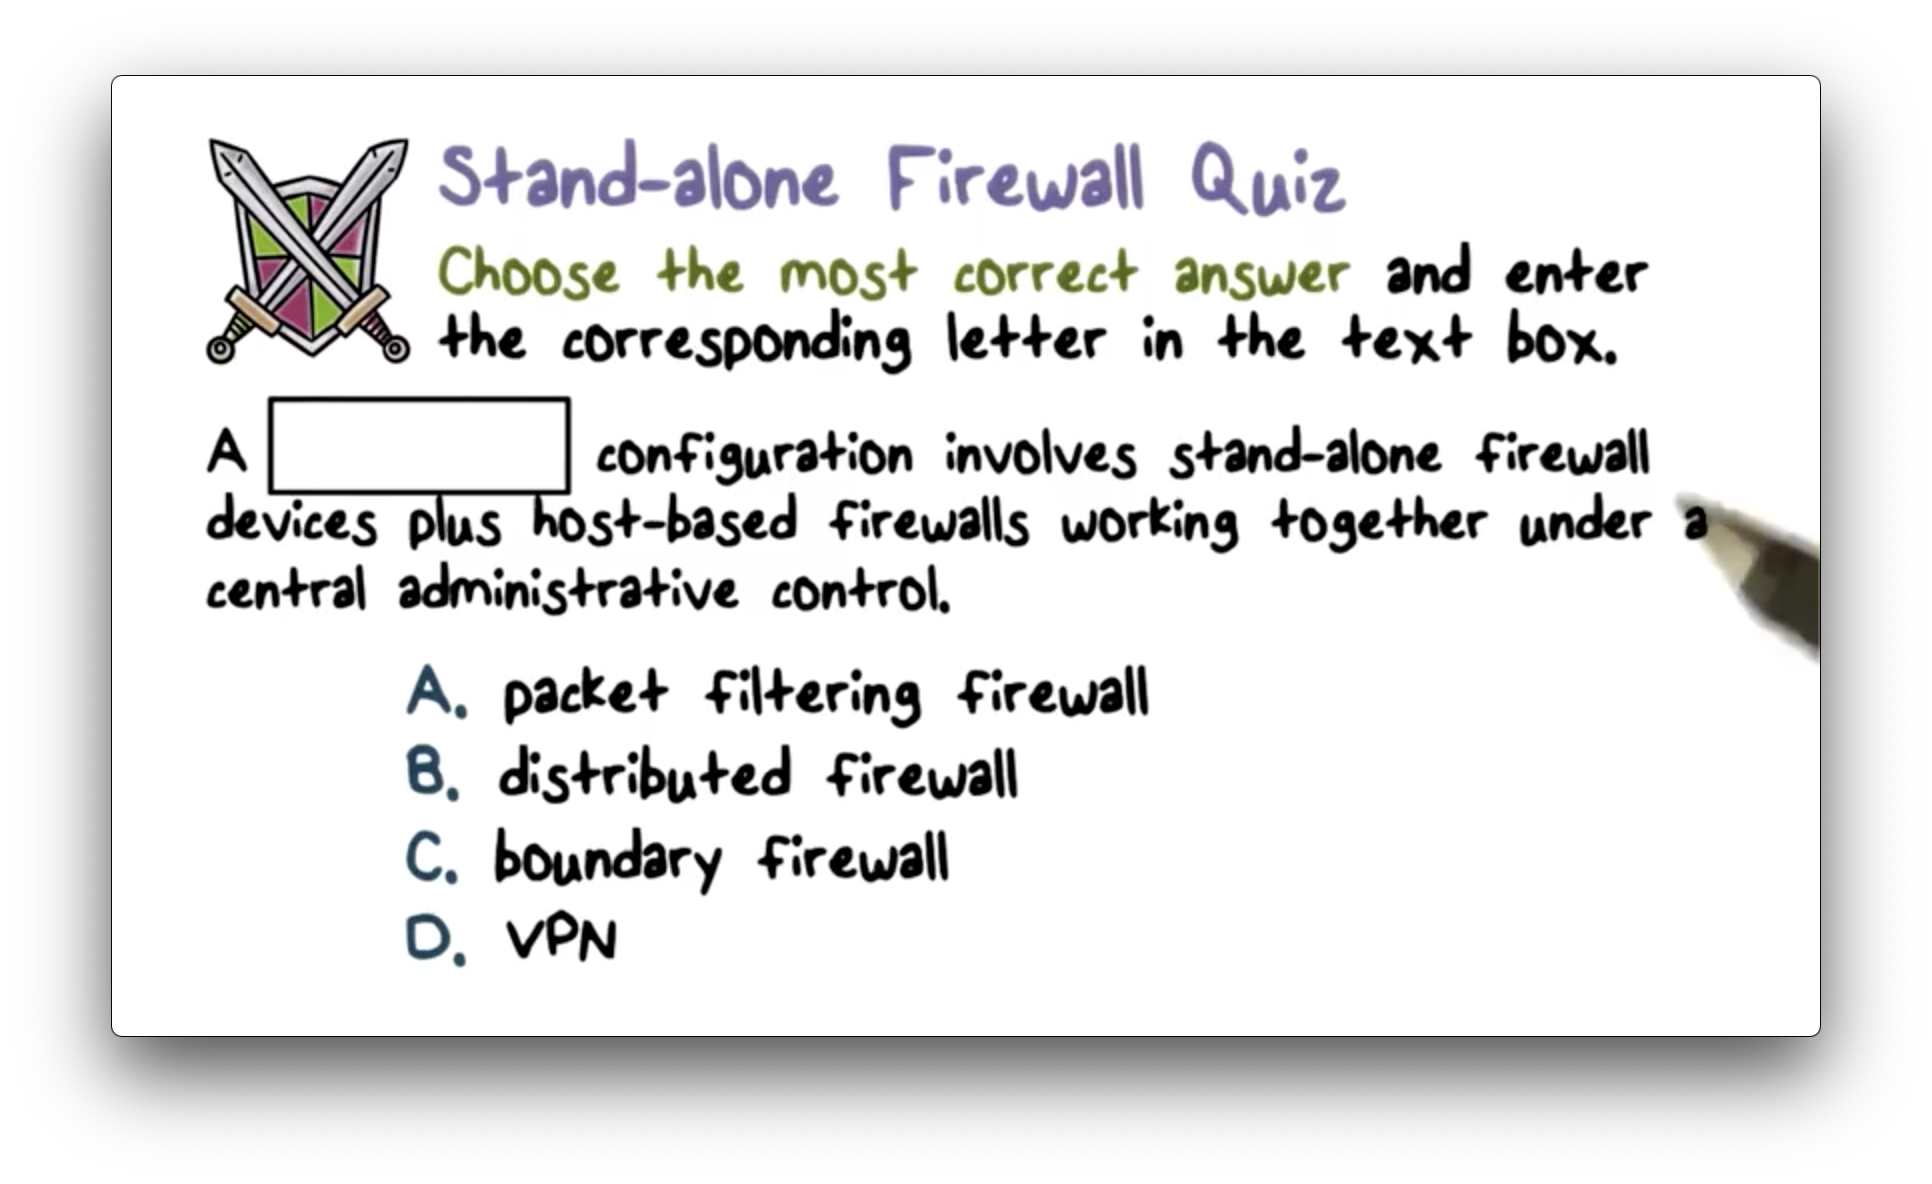 Stand-alone Firewall Quiz
Choose the most correct answer and enter
the corresponding letter in the text box.
A configuration involves stand-alone firewall
devices plus host-based firewalls working together under a
central administrative control.
A. packet filtering firewall
B. distributed firewall
C. boundary firewall
D. VPN